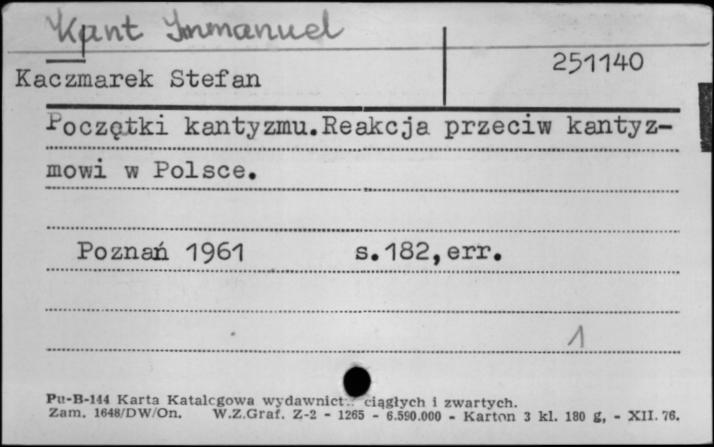 Kant Immanuel
251140
Kaczmarek Stefan
Początki kantyzmu.Reakcja przeciw kantyz-
mowi w Polsce.
Poznań 1961 s.182,err.
1
Pu-B-144 Karta Katalogowa wydawnict.. ciągłych i zwartych.
Zam. 1648/DW/On. W.Z.Graf. Z-2 - 1265 - 6.590.000 - Karton 3 kl. 180 g, - XII. 76.